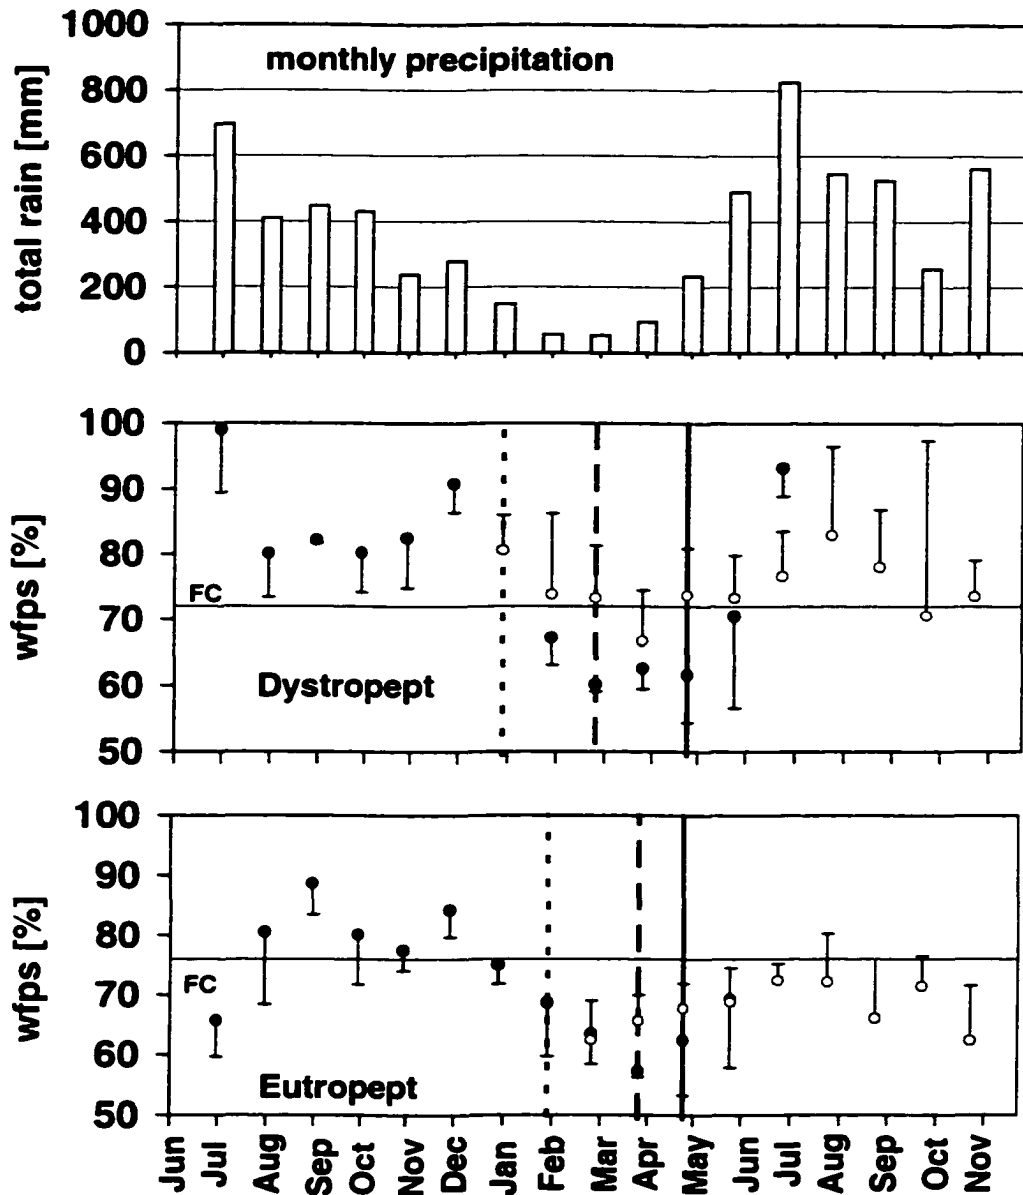 1000
monthly precipitation
800
600
400
200
0
total rain [mm]
100
90
80
FC
70
60
Dystropept
50
wfps [%]
100
90
80
FC
70
60
Eutropept
50
wfps [%]
Jun Jul Aug Sep Oct Nov Dec Jan Feb Mar Apr May Jun Jul Aug Sep Oct Nov